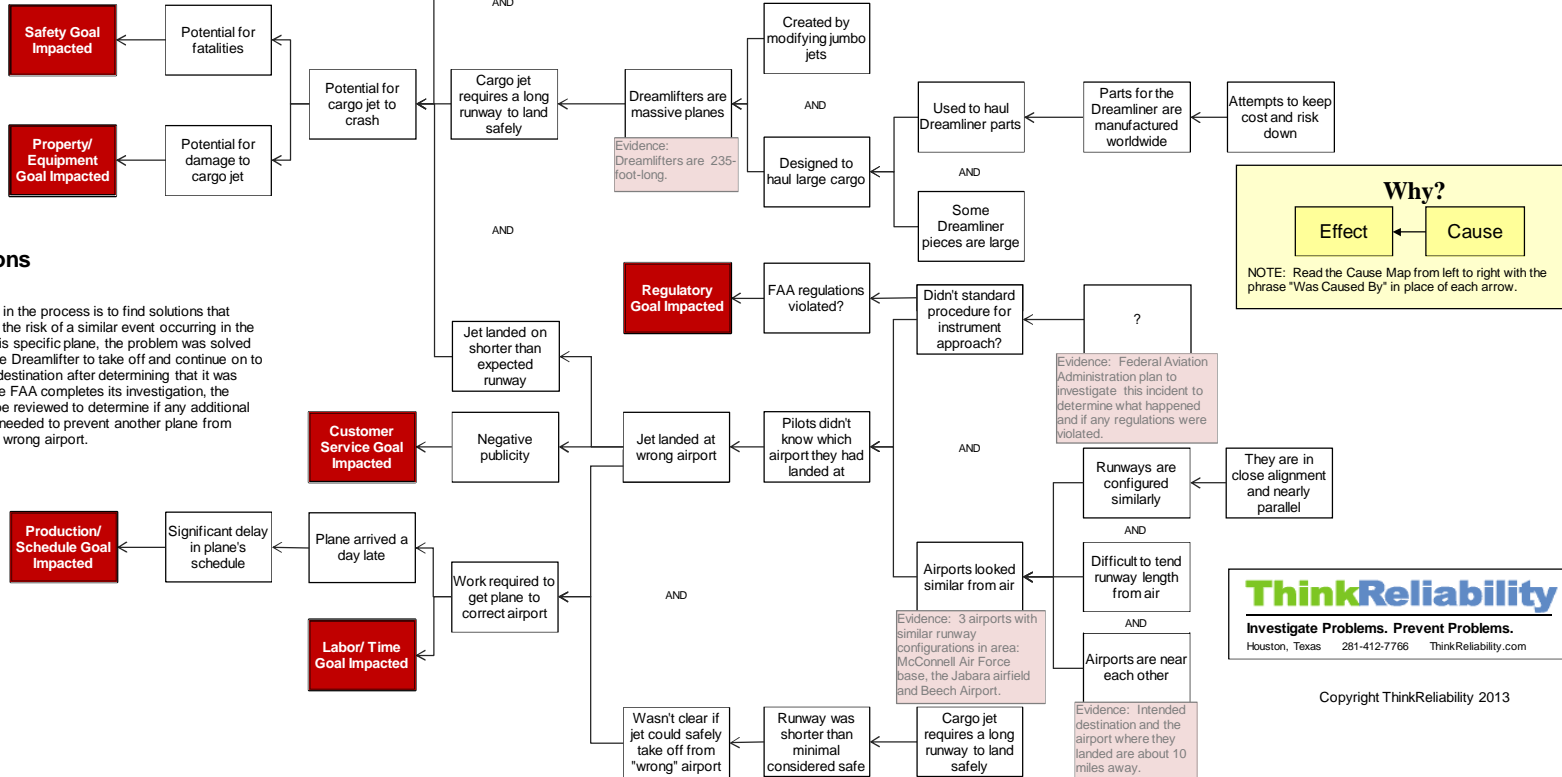 AND
Safety Goal
Impacted
Potential for
fatalities
Potential for
cargo jet to
crash
Cargo jet
requires a long
runway to land
safely
Dreamlifters are
massive planes
Evidence:
Dreamlifters are 235-
foot-long.
Created by
modifying jumbo
jets
AND
Designed to
haul large cargo
Used to haul
Dreamliner parts
AND
Some
Dreamliner
pieces are large
Parts for the
Dreamliner are
manufactured
worldwide
Attempts to keep
cost and risk
down
Property/
Equipment
Goal Impacted
Potential for
damage to
cargo jet
AND
Why?
Effect
Cause
NOTE: Read the Cause Map from left to right with the
phrase "Was Caused By" in place of each arrow.
ons
in the process is to find solutions that
the risk of a similar event occurring in the
is specific plane, the problem was solved
e Dreamlifter to take off and continue on to
destination after determining that it was
e FAA completes its investigation, the
be reviewed to determine if any additional
needed to prevent another plane from
wrong airport.
Regulatory
Goal Impacted
FAA regulations
violated?
Didn't standard
procedure for
instrument
approach?
?
Evidence: Federal Aviation
Administration plan to
investigate this incident to
determine what happened
and if any regulations were
violated.
Jet landed on
shorter than
expected
runway
Customer
Service Goal
Impacted
Negative
publicity
Jet landed at
wrong airport
Pilots didn't
know which
airport they had
landed at
AND
Runways are
configured
similarly
They are in
close alignment
and nearly
parallel
AND
Production/
Schedule Goal
Impacted
Significant delay
in plane's
schedule
Plane arrived a
day late
Work required to
get plane to
correct airport
AND
Airports looked
similar from air
Evidence: 3 airports with
similar runway
configurations in area:
McConnell Air Force
base, the Jabara airfield
and Beech Airport.
Difficult to tend
runway length
from air
AND
Airports are near
each other
Evidence: Intended
destination and the
airport where they
landed are about 10
miles away.
Labor/ Time
Goal Impacted
Wasn't clear if
jet could safely
take off from
"wrong" airport
Runway was
shorter than
minimal
considered safe
Cargo jet
requires a long
runway to land
safely
ThinkReliability
Investigate Problems. Prevent Problems.
Houston, Texas 281-412-7766 ThinkReliability.com
Copyright ThinkReliability 2013